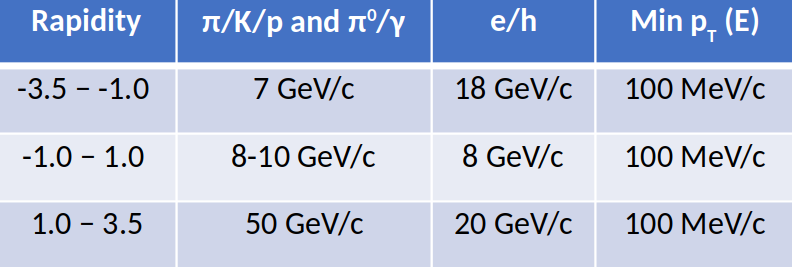 Rapidity π/K/p and π⁰/γ e/h Min pT (E)
-3.5 – -1.0 7 GeV/c 18 GeV/c 100 MeV/c
-1.0 – 1.0 8-10 GeV/c 8 GeV/c 100 MeV/c
1.0 – 3.5 50 GeV/c 20 GeV/c 100 MeV/c